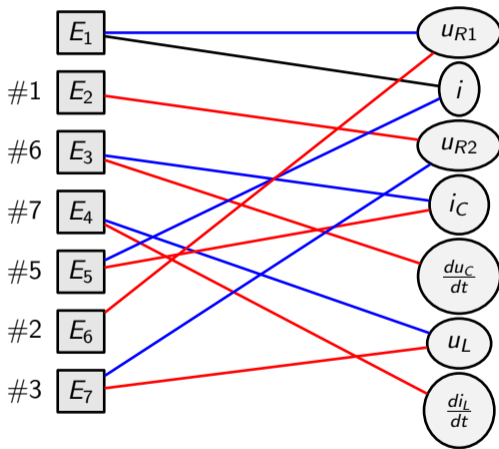 E1 uR1
#1 E2 i
#6 E3 uR2
#7 E4 iC
#5 E5 duC/dt
#2 E6 uL
#3 E7 diL/dt